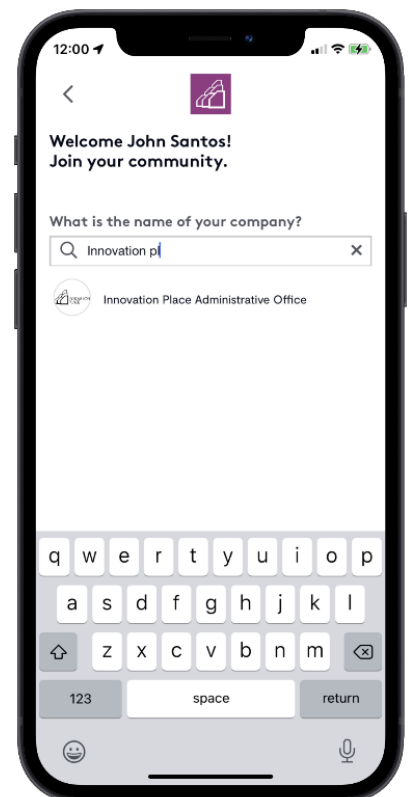 12:00
Welcome John Santos!
Join your community.
What is the name of your company?
Innovation pl
Innovation Place Administrative Office
q w e r t y u i o p
a s d f g h j k l
z x c v b n m
123 space return